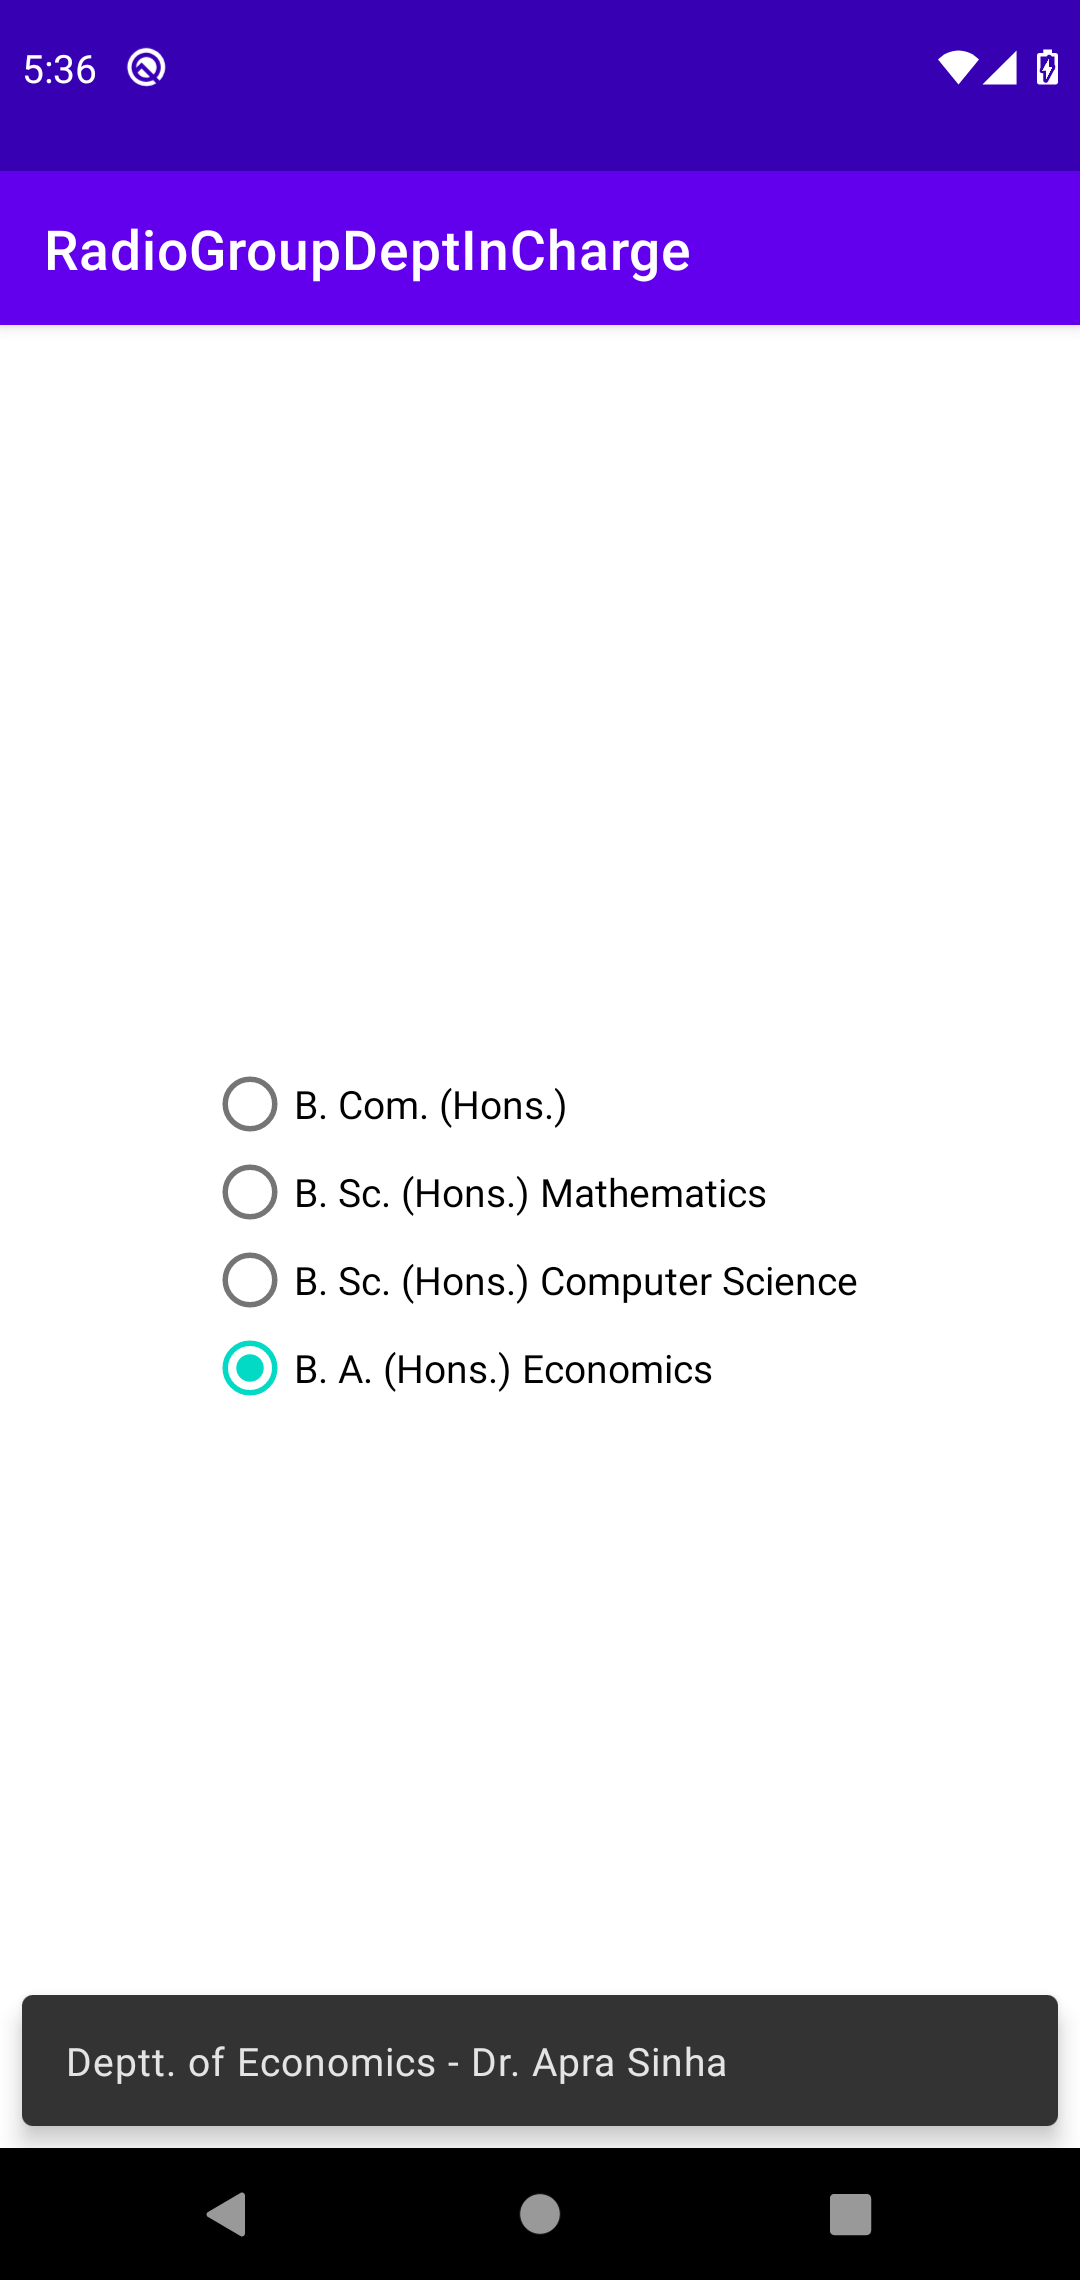 5:36
RadioGroupDeptInCharge
B. Com. (Hons.)
B. Sc. (Hons.) Mathematics
B. Sc. (Hons.) Computer Science
B. A. (Hons.) Economics
Deptt. of Economics - Dr. Apra Sinha